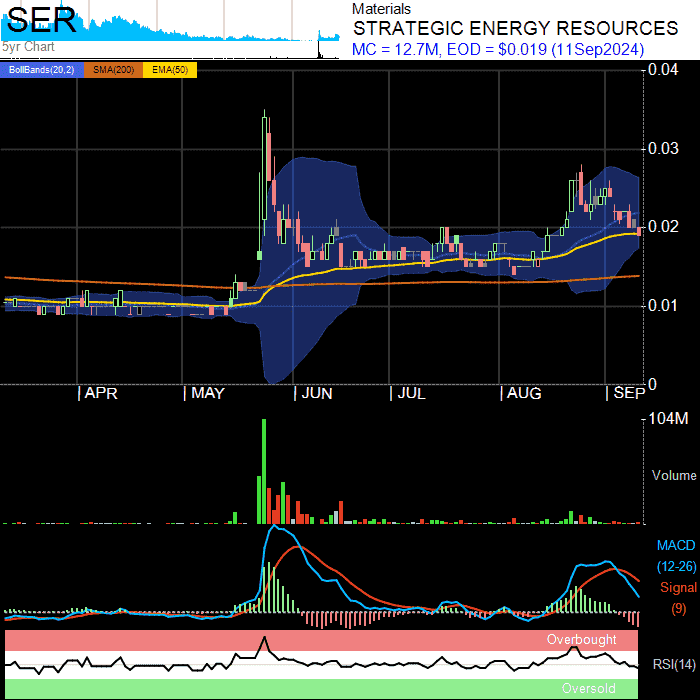 SER
5yr Chart
Materials
STRATEGIC ENERGY RESOURCES
MC = 12.7M, EOD = $0.019 (11Sep2024)
BollBands(20,2) SMA(200) EMA(50)
0.04
0.03
0.02
0.01
0
APR MAY JUN JUL AUG SEP
104M
Volume
MACD
(12-26)
Signal
(9)
Overbought
RSI(14)
Oversold